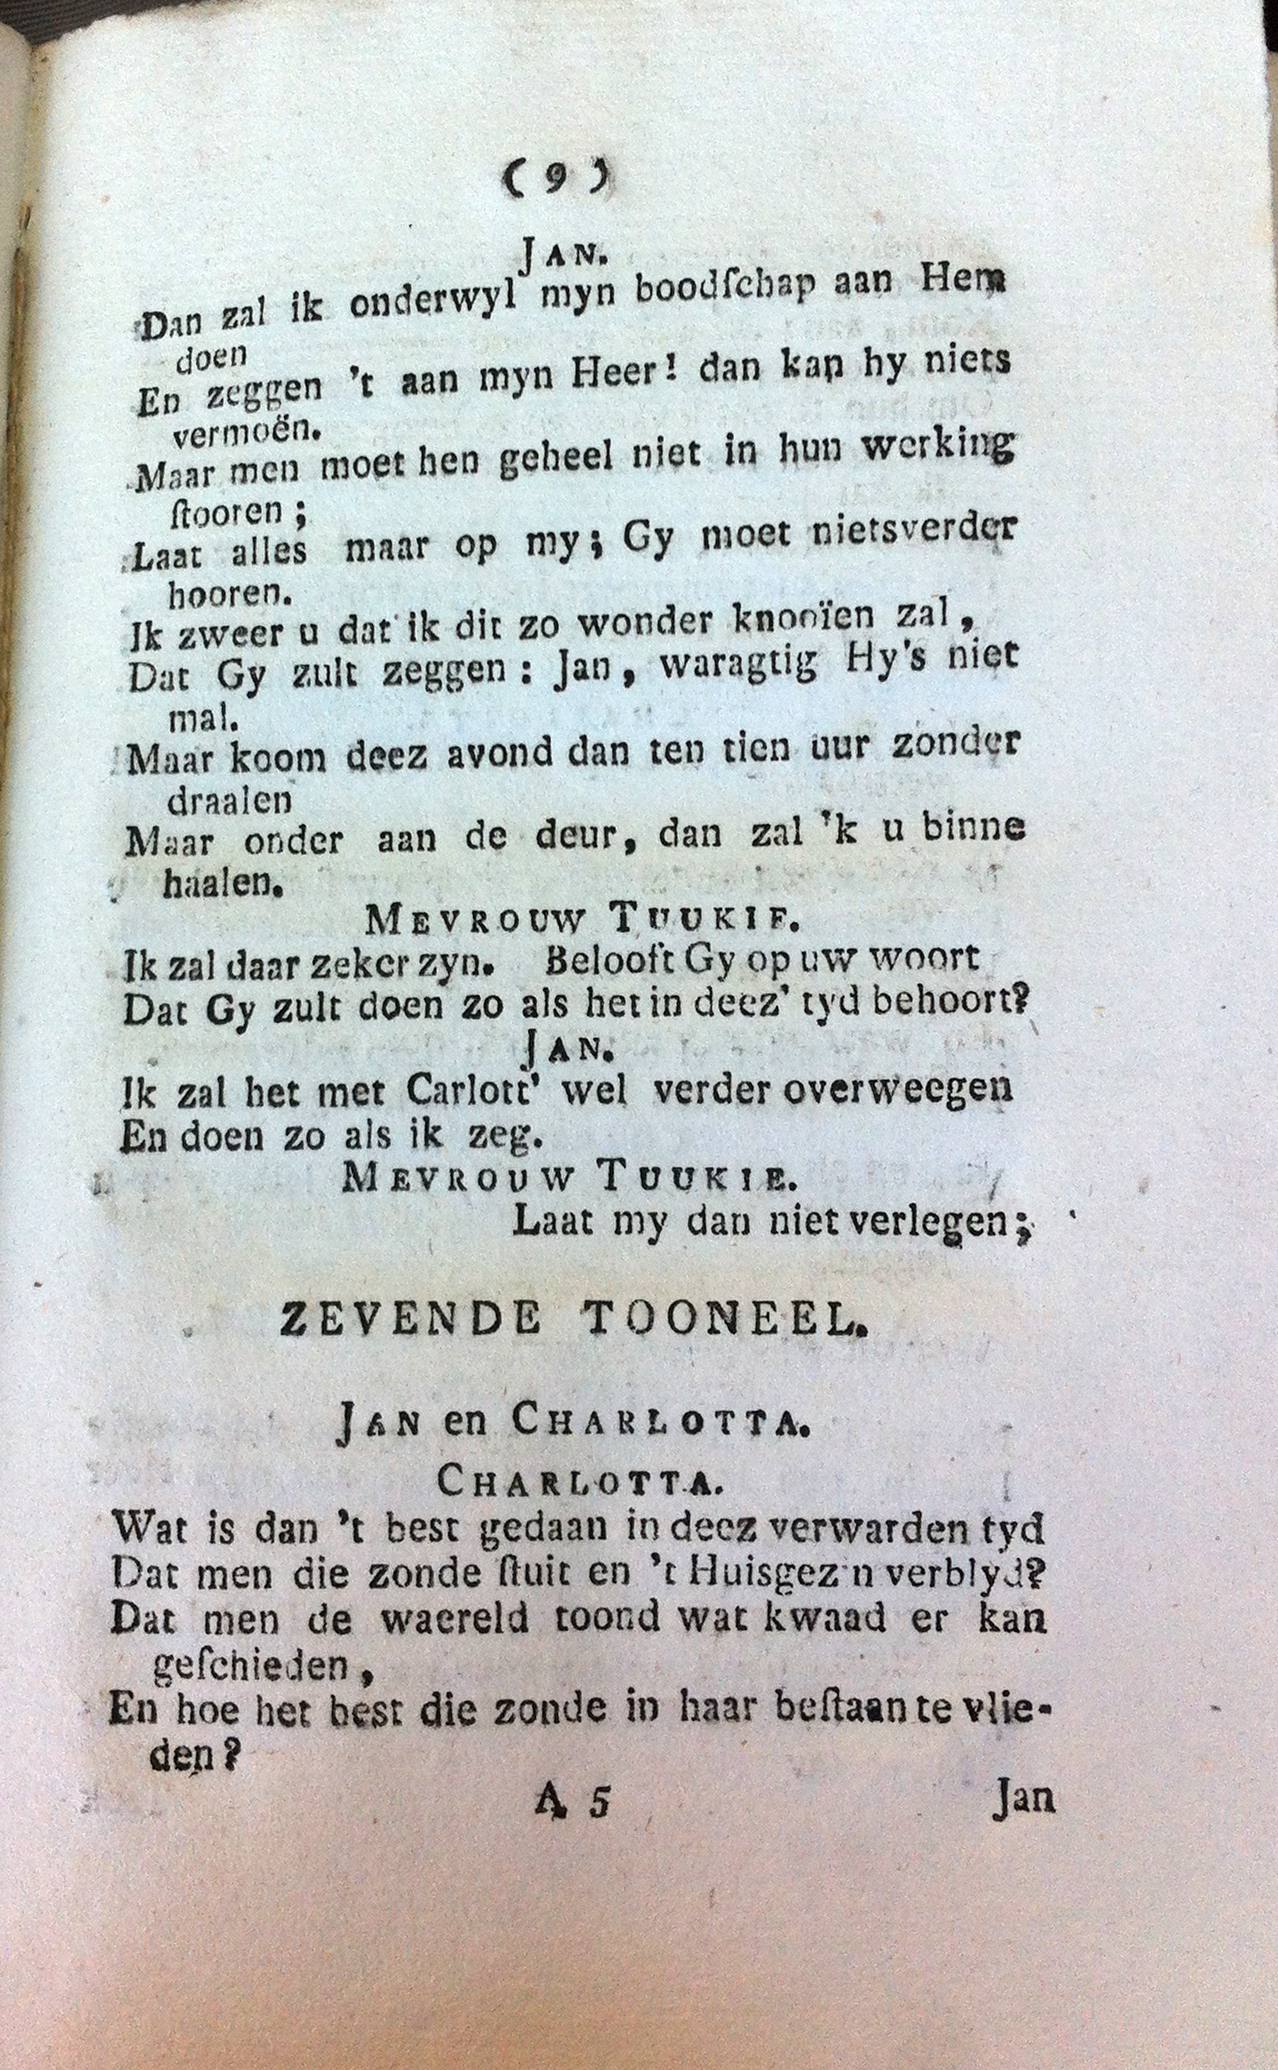 ( 9 )
JAN.
Dan zal ik onderwyl myn boodſchap aan Hem
doen
En zeggen 't aan myn Heer! dan kan hy niets
vermoën.
Maar men moet hen geheel niet in hun werking
ſtooren ;
Laat alles maar op my; Gy moet nietsverder
hooren.
Ik zweer u dat ik dit zo wonder knooïen zal,
Dat Gy zult zeggen : Jan, waragtig Hy's niet
mal.
Maar koom deez avond dan ten tien uur zonder
draalen
Maar onder aan de deur, dan zal 'k u binne
haalen.
MEVROUW TUUKIE.
Ik zal daar zeker zyn. Belooft Gy op uw woort
Dat Gy zult doen zo als het in deez' tyd behoort?
JAN.
Ik zal het met Carlott' wel verder overweegen
En doen zo als ik zeg.
MEVROUW TUUKIE.
Laat my dan niet verlegen;
ZEVENDE TOONEEL.
JAN en CHARLOTTA.
CHARLOTTA.
Wat is dan 't best gedaan in deez verwarden tyd
Dat men die zonde ſtuit en 't Huisgez n verblyd?
Dat men de waereld toond wat kwaad er kan
geſchieden,
En hoe het best die zonde in haar beſtaan te vlie-
den?
A 5 Jan